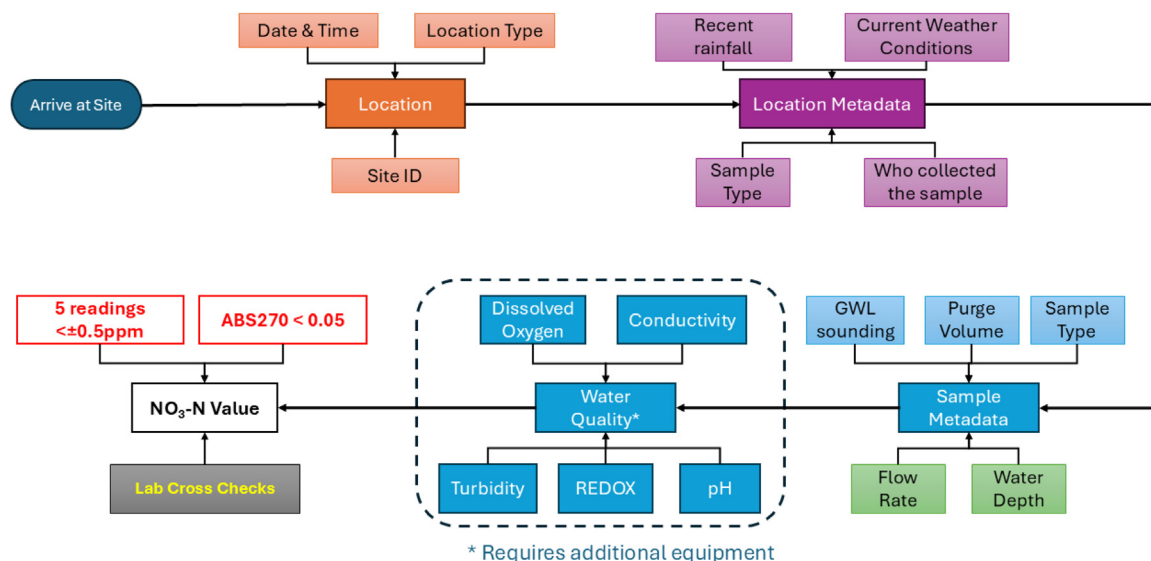 Date & Time
Location Type
Recent
rainfall
Current Weather
Conditions
Arrive at Site
Location
Location Metadata
Site ID
Sample
Type
Who collected
the sample
5 readings
<±0.5ppm
ABS270 < 0.05
Dissolved
Oxygen
Conductivity
GWL
sounding
Purge
Volume
Sample
Type
NO₃-N Value
Water
Quality*
Sample
Metadata
Lab Cross Checks
Turbidity
REDOX
pH
Flow
Rate
Water
Depth
* Requires additional equipment